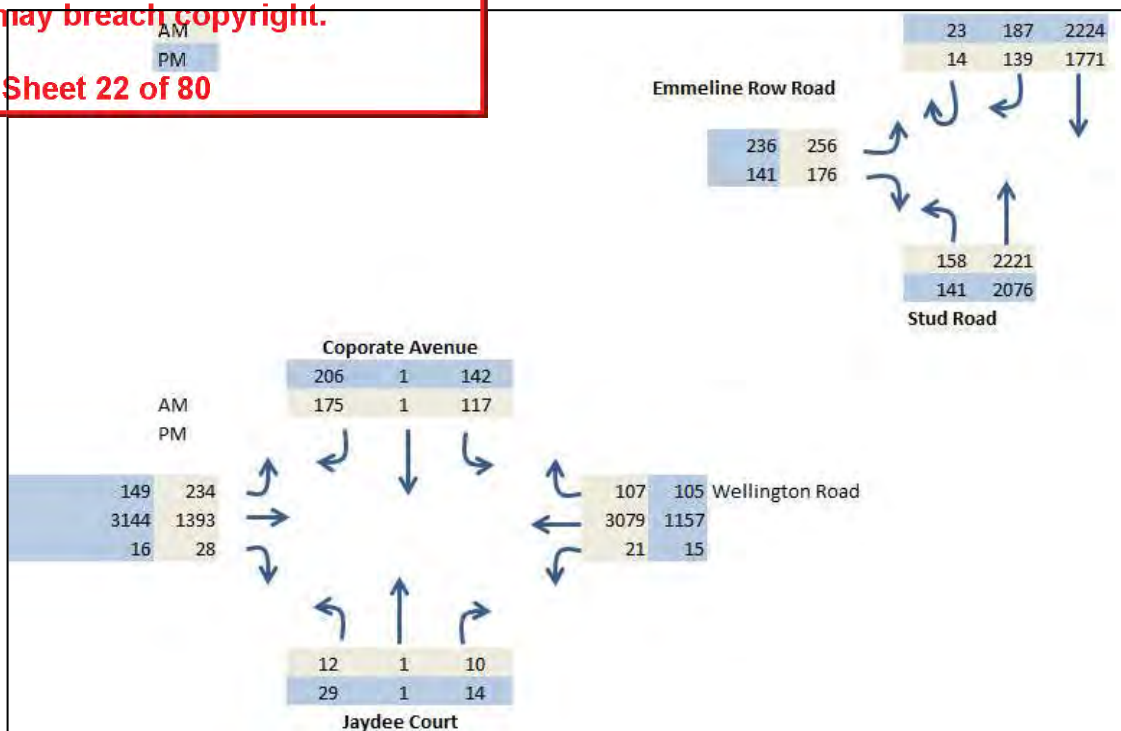 may breach copyright.
AM
PM
Sheet 22 of 80
23 187 2224
14 139 1771
Emmeline Row Road
236 256
141 176
158 2221
141 2076
Stud Road
Coporate Avenue
206 1 142
175 1 117
AM
PM
149 234
3144 1393
16 28
107 105 Wellington Road
3079 1157
21 15
12 1 10
29 1 14
Jaydee Court